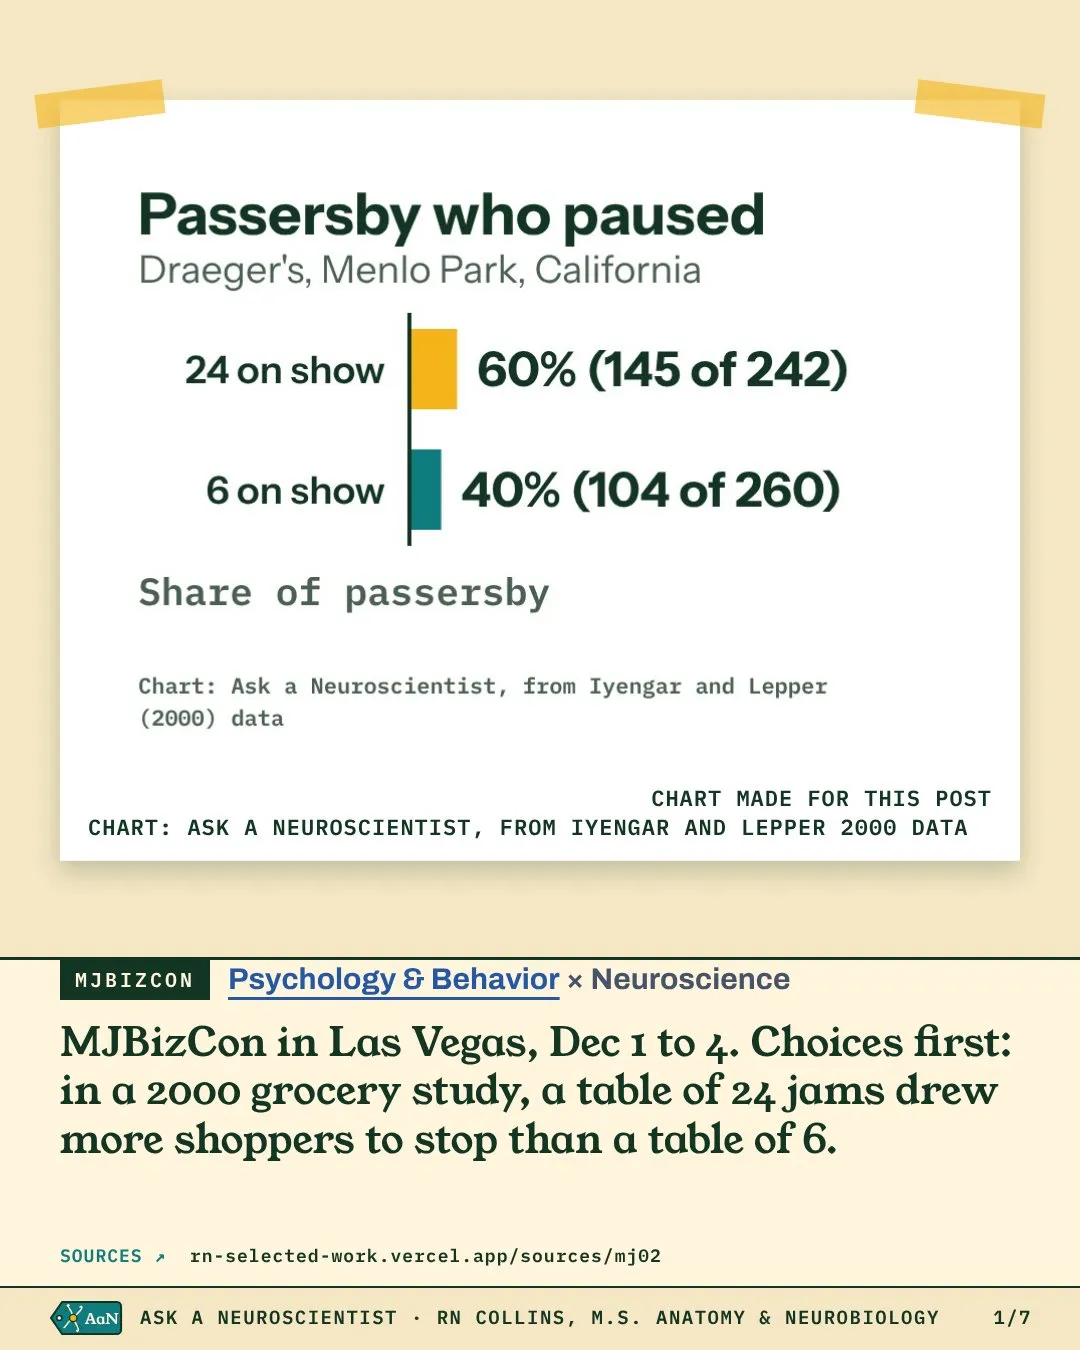 Passersby who paused
Draeger's, Menlo Park, California
24 on show 60% (145 of 242)
6 on show 40% (104 of 260)
Share of passersby
Chart: Ask a Neuroscientist, from Iyengar and Lepper
(2000) data
CHART MADE FOR THIS POST
CHART: ASK A NEUROSCIENTIST, FROM IYENGAR AND LEPPER 2000 DATA
MJBIZCON Psychology & Behavior × Neuroscience
MJBizCon in Las Vegas, Dec 1 to 4. Choices first:
in a 2000 grocery study, a table of 24 jams drew
more shoppers to stop than a table of 6.
SOURCES ↗ rn-selected-work.vercel.app/sources/mj02
AaN ASK A NEUROSCIENTIST · RN COLLINS, M.S. ANATOMY & NEUROBIOLOGY 1/7